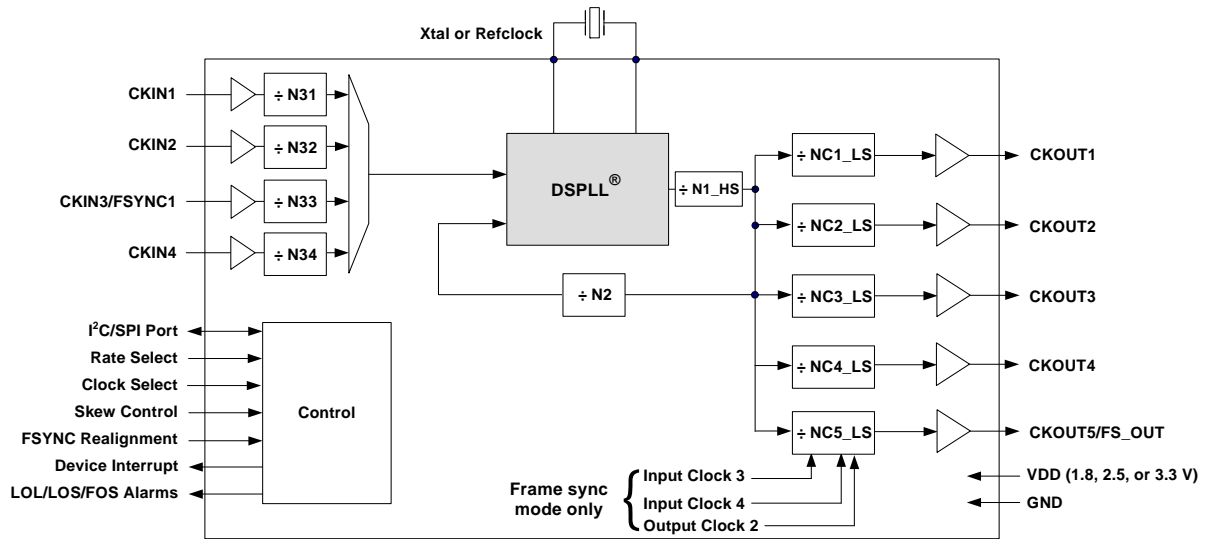 Xtal or Refclock
CKIN1
÷ N31
CKIN2
÷ N32
CKIN3/FSYNC1
÷ N33
CKIN4
÷ N34
DSPLL®
÷ N1_HS
÷ N2
÷ NC1_LS
CKOUT1
÷ NC2_LS
CKOUT2
÷ NC3_LS
CKOUT3
÷ NC4_LS
CKOUT4
÷ NC5_LS
CKOUT5/FS_OUT
I²C/SPI Port
Rate Select
Clock Select
Skew Control
FSYNC Realignment
Device Interrupt
LOL/LOS/FOS Alarms
Control
Frame sync
mode only
Input Clock 3
Input Clock 4
Output Clock 2
VDD (1.8, 2.5, or 3.3 V)
GND